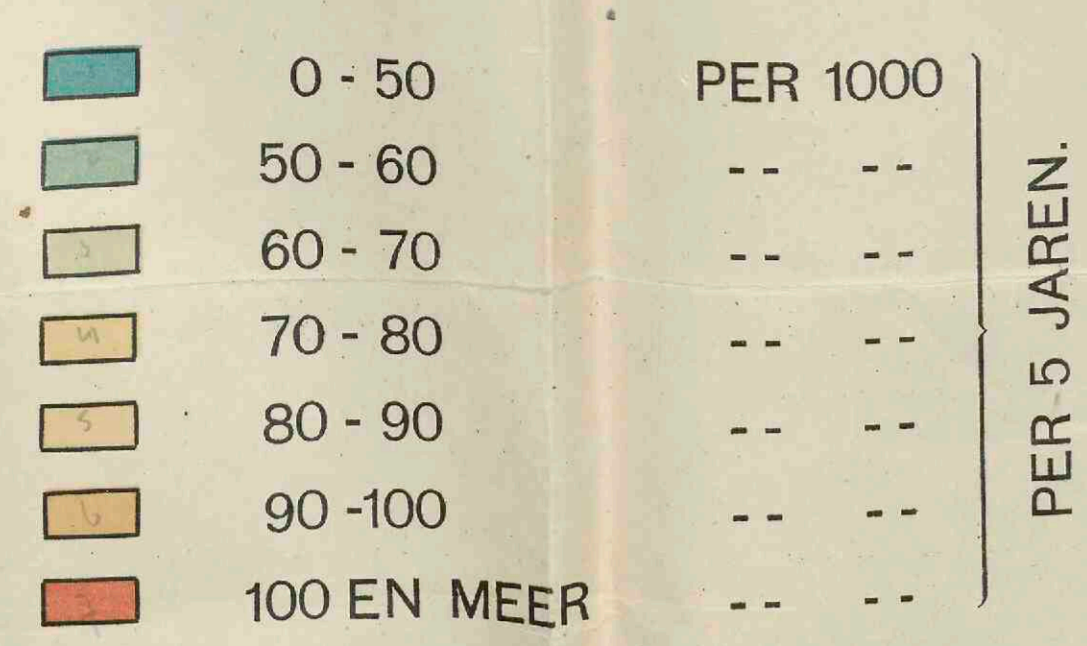 0 - 50 PER 1000
50 - 60 -- --
60 - 70 -- --
70 - 80 -- --
80 - 90 -- --
90 -100 -- --
100 EN MEER -- --
PER 5 JAREN.